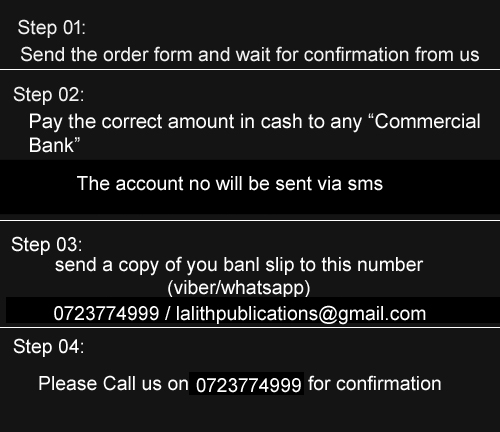 Step 01:
Send the order form and wait for confirmation from us
Step 02:
Pay the correct amount in cash to any “Commercial
Bank”
The account no will be sent via sms
Step 03:
send a copy of you banl slip to this number
(viber/whatsapp)
0723774999 / lalithpublications@gmail.com
Step 04:
Please Call us on 0723774999 for confirmation